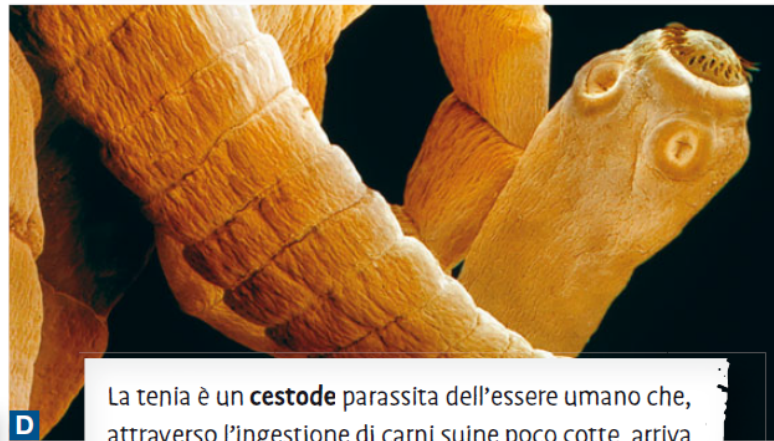 La tenia è un cestode parassita dell'essere umano che,
attraverso l'ingestione di carni suine poco cotte, arriva
D